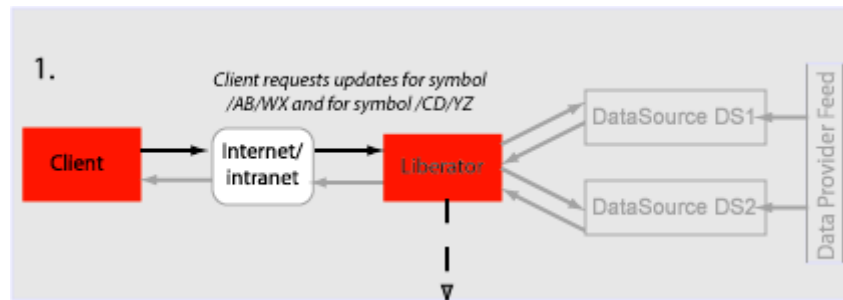 1.
Client requests updates for symbol
/AB/WX and for symbol /CD/YZ
Client
Internet/
intranet
Liberator
DataSource DS1
DataSource DS2
Data Provider Feed